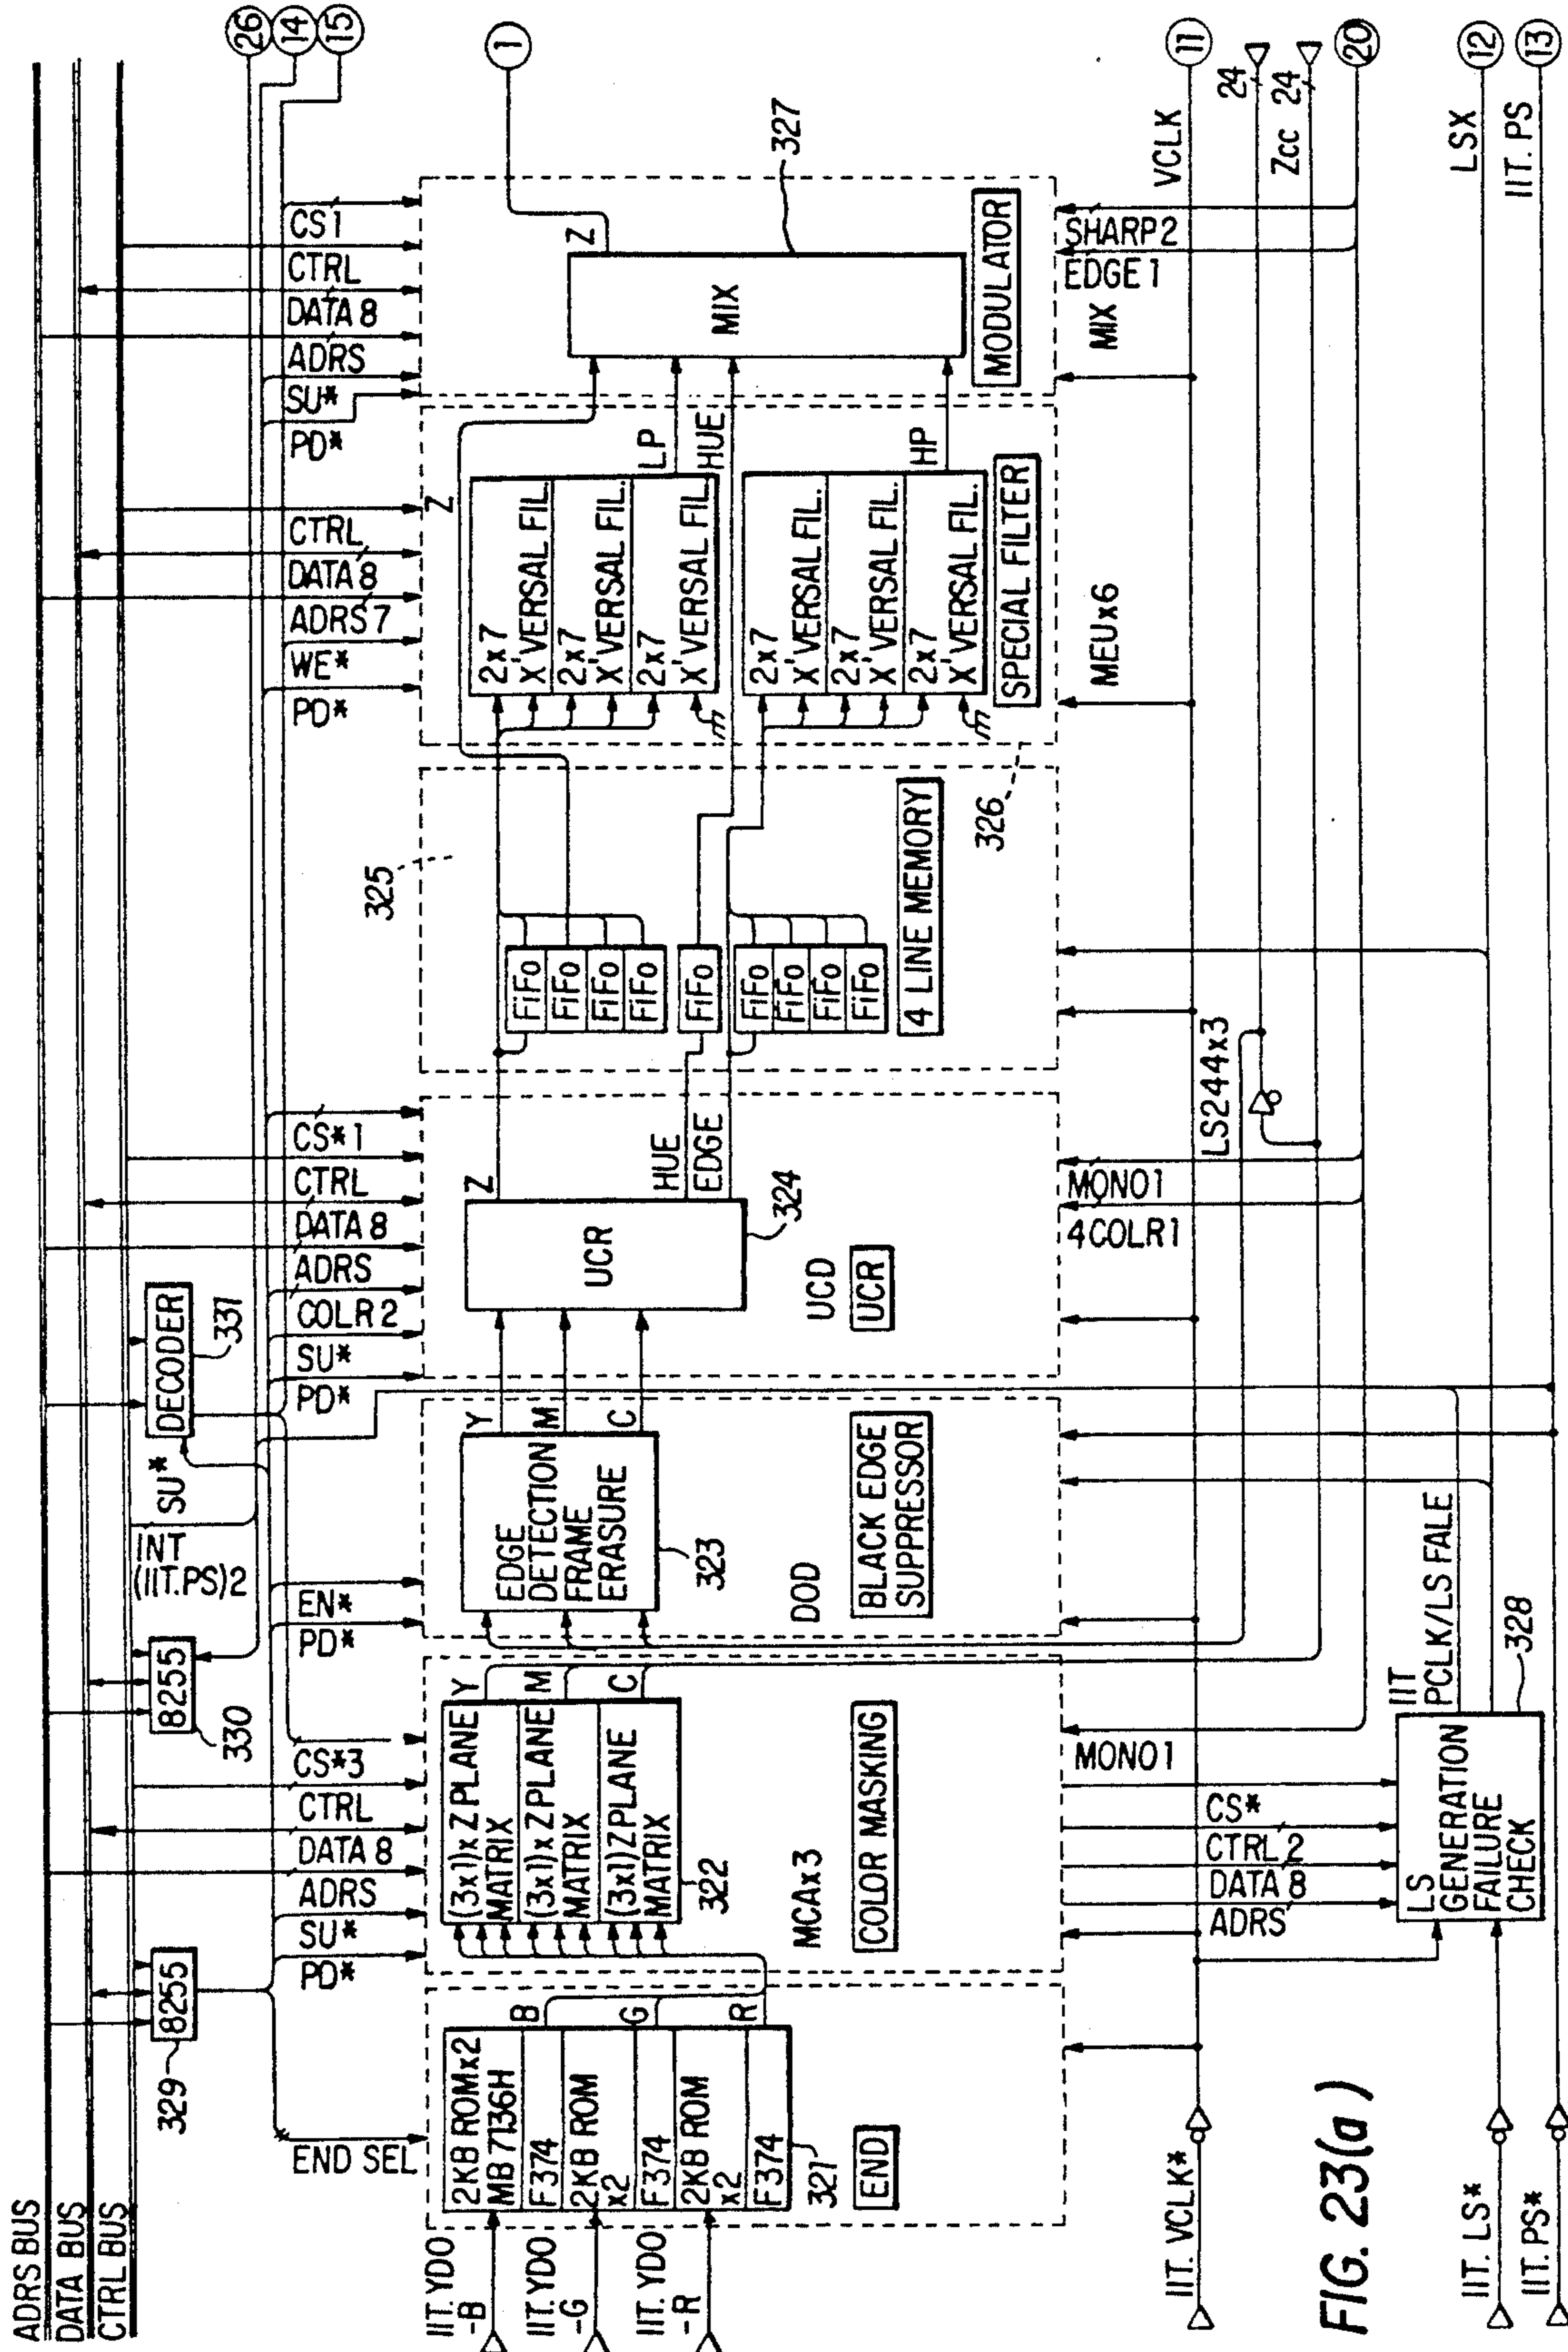 ADRS BUS
DATA BUS
CTRL BUS
26
14
15
1
329
8255
330
8255
INT
(IIT.PS)2
SU*
DECODER
331
END SEL
PD*
SU*
ADRS
DATA 8
CTRL
CS*3
PD*
EN*
PD*
SU*
COLR 2
ADRS
DATA 8
CTRL
CS*1
PD*
WE*
ADRS 7
DATA 8
CTRL
PD*
SU*
ADRS
DATA 8
CTRL
CS1
IIT. YDO
-B
IIT. YDO
-G
IIT. YDO
-R
2KB ROMx2
MB 7136H
F374
2KB ROM
x2
F374
2KB ROM
x2
F374
B
G
R
321
END
(3x1)x Z PLANE
MATRIX
(3x1)x Z PLANE
MATRIX
(3x1)Z PLANE
MATRIX
Y
M
C
322
MCAx3
COLOR MASKING
EDGE
DETECTION
FRAME
ERASURE
Y
M
C
323
DOD
BLACK EDGE
SUPPRESSOR
UCR
Z
HUE
EDGE
324
UCD
UCR
325
FiFo
FiFo
FiFo
FiFo
FiFo
FiFo
FiFo
FiFo
FiFo
4 LINE MEMORY
326
Z
2x7
X'VERSAL FIL.
2x7
X'VERSAL FIL.
2x7
X'VERSAL FIL.
LP
HUE
2x7
X'VERSAL FIL.
2x7
X'VERSAL FIL.
2x7
X'VERSAL FIL.
HP
SPECIAL FILTER
MIX
Z
327
MODULATOR
MONO1
CS*
CTRL 2
DATA 8
ADRS
MONO1
4COLR1
LS244x3
MEUx6
MIX
SHARP2
EDGE 1
VCLK
11
24
Zcc 24
20
LSX
12
IIT. PS
13
IIT. VCLK*
IIT. LS*
IIT. PS*
LS
GENERATION
FAILURE
CHECK
328
IIT
PCLK/LS FALE
FIG. 23(a)